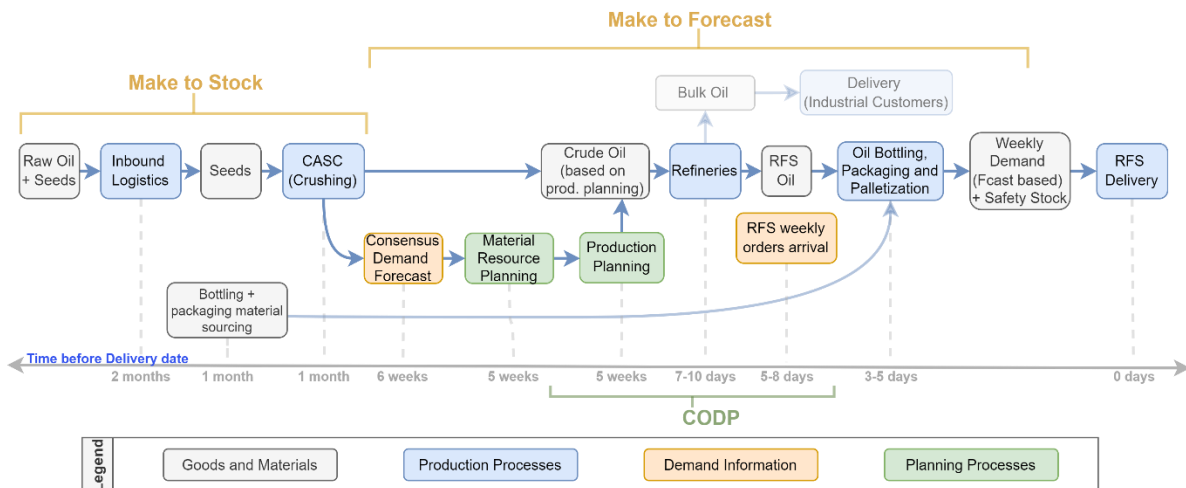 Make to Forecast
Make to Stock
Bulk Oil
Delivery
(Industrial Customers)
Raw Oil
+ Seeds
Inbound
Logistics
Seeds
CASC
(Crushing)
Crude Oil
(based on
prod. planning)
Refineries
RFS
Oil
Oil Bottling,
Packaging and
Palletization
Weekly
Demand
(Fcast based)
+ Safety Stock
RFS
Delivery
Consensus
Demand
Forecast
Material
Resource
Planning
Production
Planning
RFS weekly
orders arrival
Bottling +
packaging material
sourcing
Time before Delivery date
2 months
1 month
1 month
6 weeks
5 weeks
5 weeks
7-10 days
5-8 days
3-5 days
0 days
CODP
Legend
Goods and Materials
Production Processes
Demand Information
Planning Processes